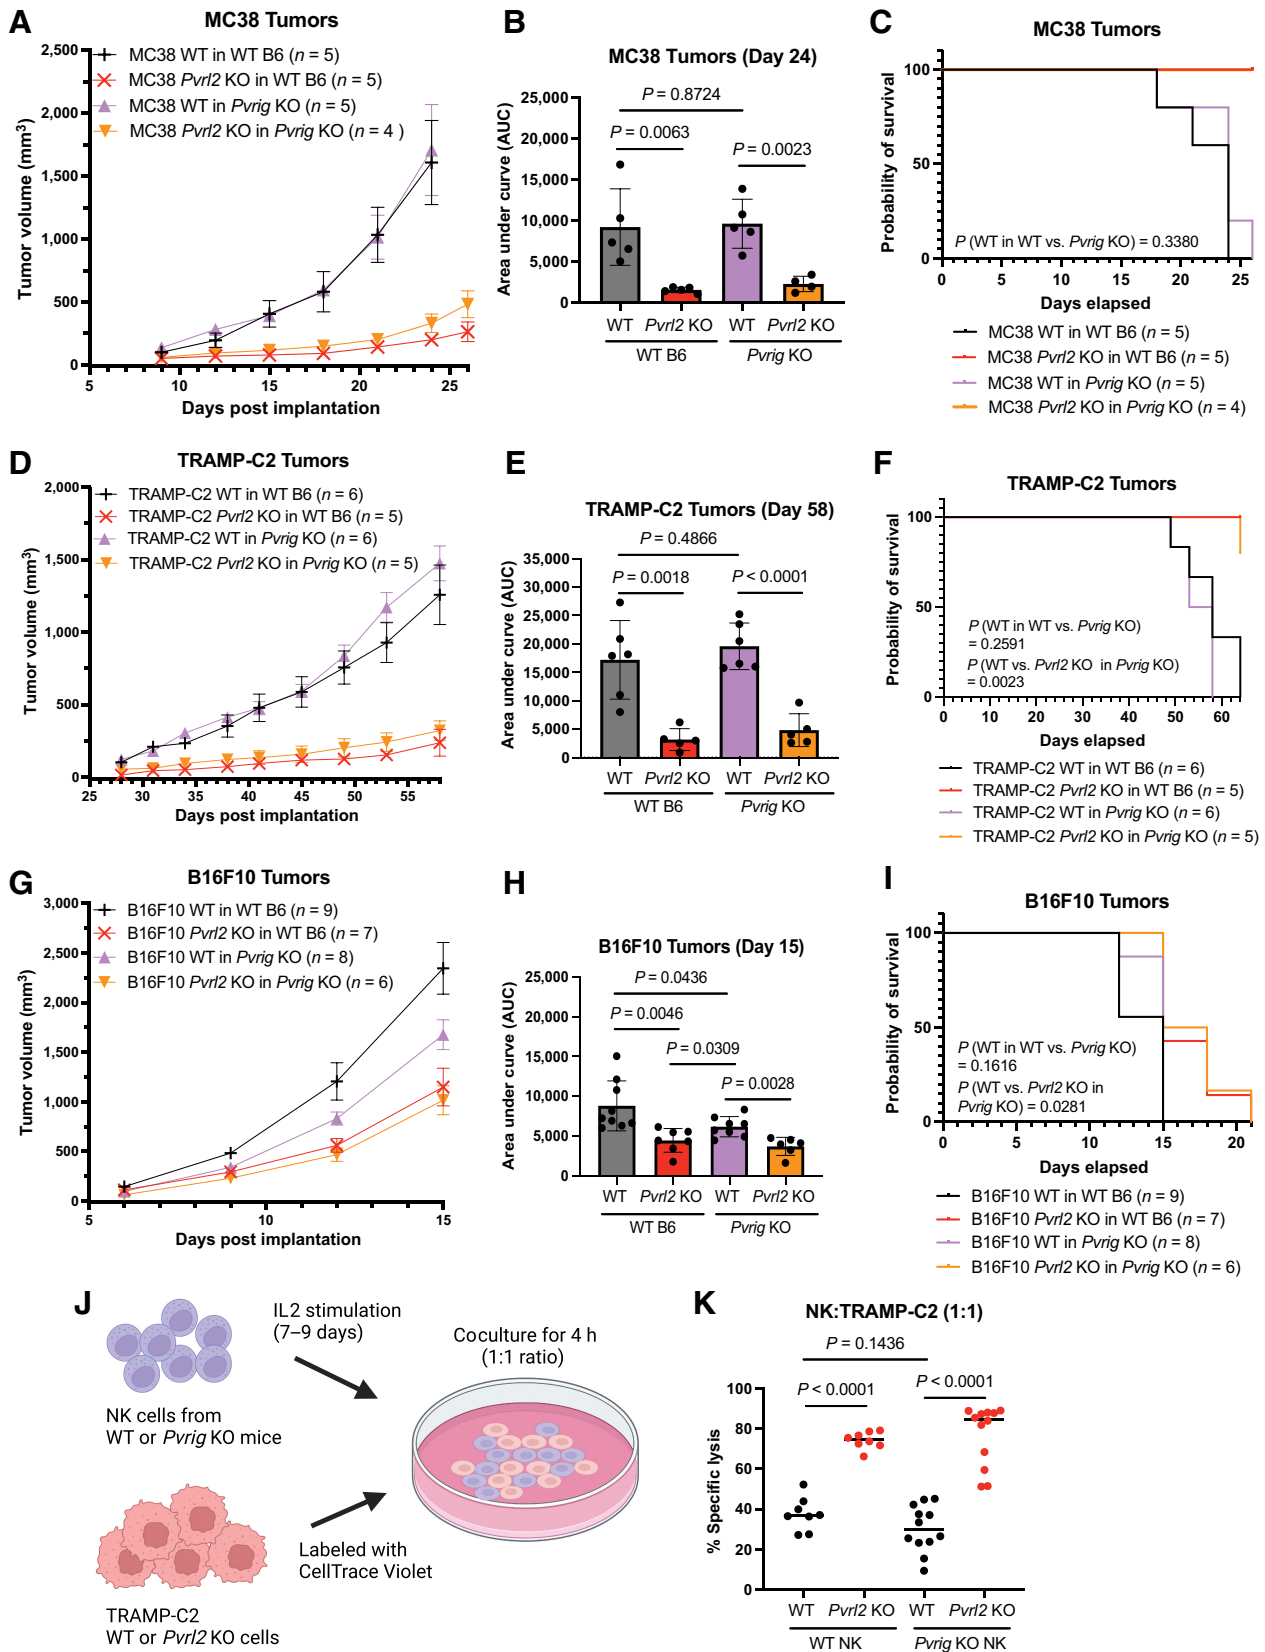 A
MC38 Tumors
Tumor volume (mm³)
2,500
2,000
1,500
1,000
500
0
MC38 WT in WT B6 (n = 5)
MC38 Pvrl2 KO in WT B6 (n = 5)
MC38 WT in Pvrig KO (n = 5)
MC38 Pvrl2 KO in Pvrig KO (n = 4 )
5 10 15 20 25
Days post implantation
B
MC38 Tumors (Day 24)
Area under curve (AUC)
25,000
20,000
15,000
10,000
5,000
0
P = 0.8724
P = 0.0063
P = 0.0023
WT Pvrl2 KO WT Pvrl2 KO
WT B6 Pvrig KO
C
MC38 Tumors
Probability of survival
100
50
0
P (WT in WT vs. Pvrig KO) = 0.3380
0 5 10 15 20 25
Days elapsed
MC38 WT in WT B6 (n = 5)
MC38 Pvrl2 KO in WT B6 (n = 5)
MC38 WT in Pvrig KO (n = 5)
MC38 Pvrl2 KO in Pvrig KO (n = 4)
D
TRAMP-C2 Tumors
Tumor volume (mm³)
2,000
1,500
1,000
500
0
TRAMP-C2 WT in WT B6 (n = 6)
TRAMP-C2 Pvrl2 KO in WT B6 (n = 5)
TRAMP-C2 WT in Pvrig KO (n = 6)
TRAMP-C2 Pvrl2 KO in Pvrig KO (n = 5)
25 30 35 40 45 50 55
Days post implantation
E
TRAMP-C2 Tumors (Day 58)
Area under curve (AUC)
35,000
30,000
25,000
20,000
15,000
10,000
5,000
0
P = 0.4866
P = 0.0018
P < 0.0001
WT Pvrl2 KO WT Pvrl2 KO
WT B6 Pvrig KO
F
TRAMP-C2 Tumors
Probability of survival
100
50
0
P (WT in WT vs. Pvrig KO)
= 0.2591
P (WT vs. Pvrl2 KO in Pvrig KO)
= 0.0023
0 10 20 30 40 50 60
Days elapsed
TRAMP-C2 WT in WT B6 (n = 6)
TRAMP-C2 Pvrl2 KO in WT B6 (n = 5)
TRAMP-C2 WT in Pvrig KO (n = 6)
TRAMP-C2 Pvrl2 KO in Pvrig KO (n = 5)
G
B16F10 Tumors
Tumor volume (mm³)
3,000
2,500
2,000
1,500
1,000
500
0
B16F10 WT in WT B6 (n = 9)
B16F10 Pvrl2 KO in WT B6 (n = 7)
B16F10 WT in Pvrig KO (n = 8)
B16F10 Pvrl2 KO in Pvrig KO (n = 6)
5 10 15
Days post implantation
H
B16F10 Tumors (Day 15)
Area under curve (AUC)
25,000
20,000
15,000
10,000
5,000
0
P = 0.0436
P = 0.0046
P = 0.0309
P = 0.0028
WT Pvrl2 KO WT Pvrl2 KO
WT B6 Pvrig KO
I
B16F10 Tumors
Probability of survival
100
50
0
P (WT in WT vs. Pvrig KO)
= 0.1616
P (WT vs. Pvrl2 KO in
Pvrig KO) = 0.0281
0 5 10 15 20
Days elapsed
B16F10 WT in WT B6 (n = 9)
B16F10 Pvrl2 KO in WT B6 (n = 7)
B16F10 WT in Pvrig KO (n = 8)
B16F10 Pvrl2 KO in Pvrig KO (n = 6)
J
IL2 stimulation
(7–9 days)
NK cells from
WT or Pvrig KO mice
Coculture for 4 h
(1:1 ratio)
Labeled with
CellTrace Violet
TRAMP-C2
WT or Pvrl2 KO cells
K
NK:TRAMP-C2 (1:1)
% Specific lysis
100
80
60
40
20
0
P = 0.1436
P < 0.0001
P < 0.0001
WT Pvrl2 KO WT Pvrl2 KO
WT NK Pvrig KO NK